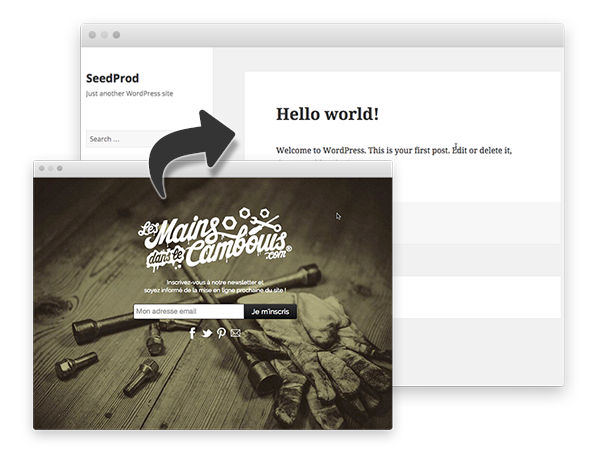 SeedProd
Just another WordPress site
Search ...
Hello world!
Welcome to WordPress. This is your first post. Edit or delete it,
Les Mains
dans le Cambouis®
.com
Inscrivez-vous à notre newsletter et
soyez informé de la mise en ligne prochaine du site !
Mon adresse email
Je m'inscris